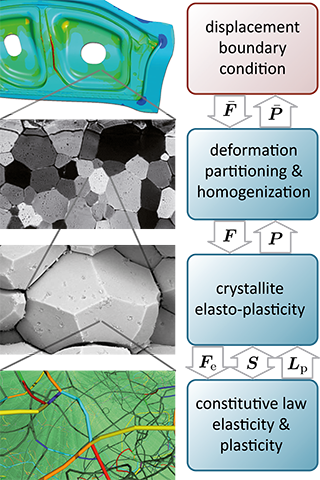 displacement
boundary
condition
F̄ P̄
deformation
partitioning &
homogenization
F P
crystallite
elasto-plasticity
Fe S Lp
constitutive law
elasticity &
plasticity